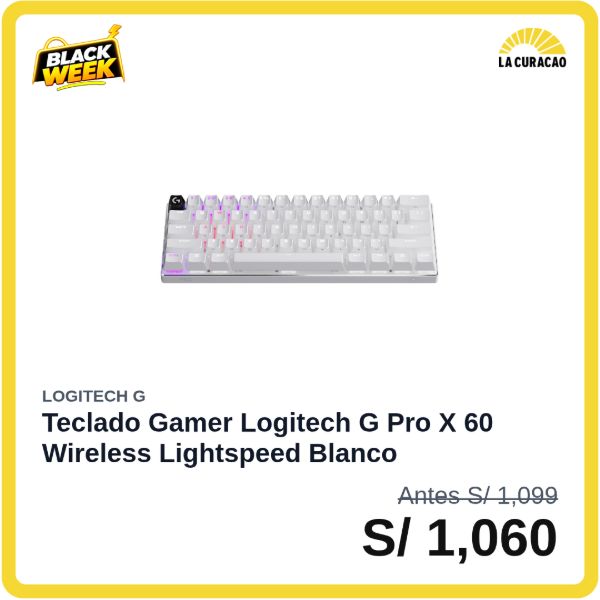 BLACK
WEEK
LA CURACAO
LOGITECH G
Teclado Gamer Logitech G Pro X 60
Wireless Lightspeed Blanco
Antes S/ 1,099
S/ 1,060